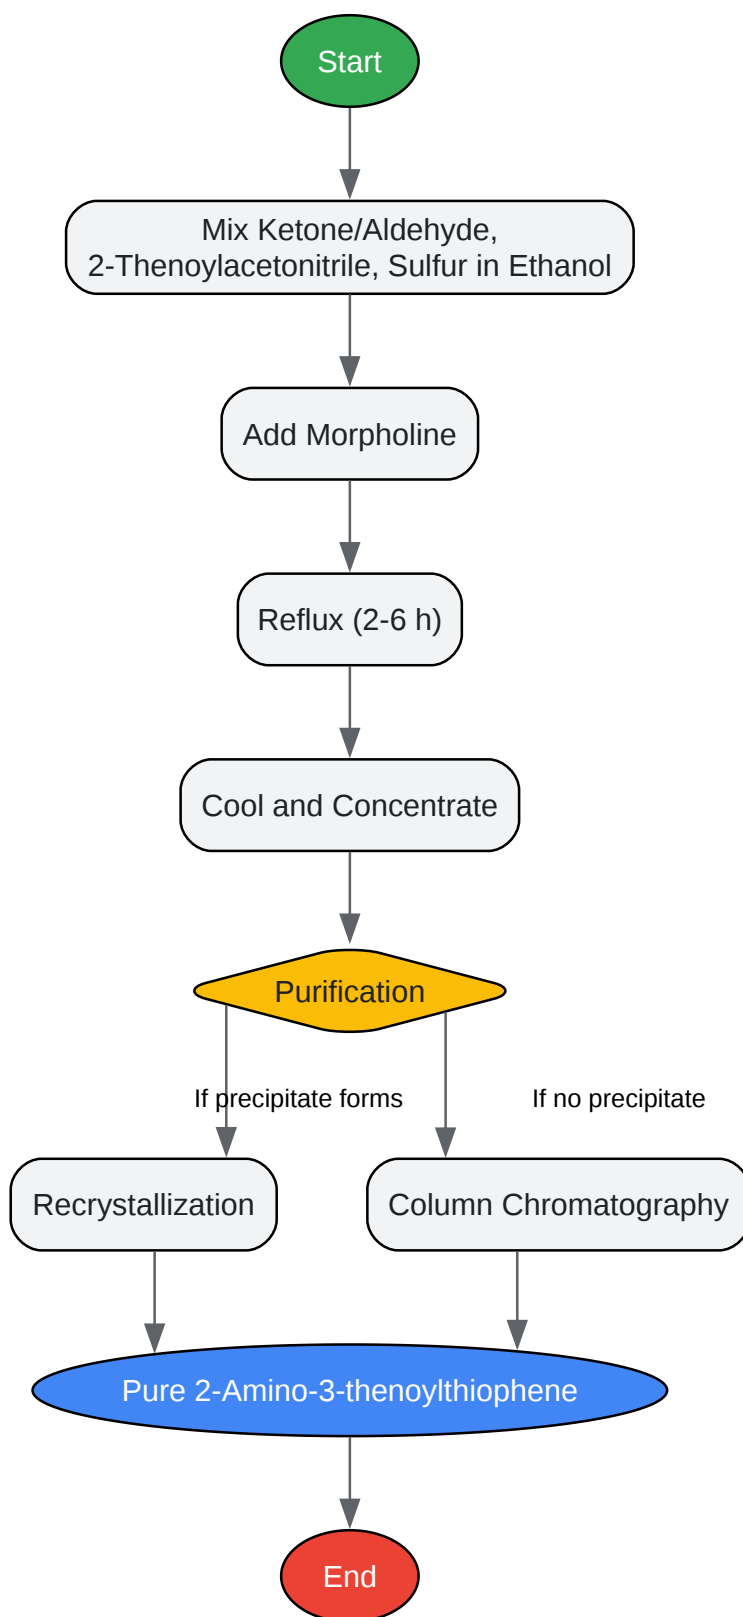 Start
Mix Ketone/Aldehyde,
2-Thenoylacetonitrile, Sulfur in Ethanol
Add Morpholine
Reflux (2-6 h)
Cool and Concentrate
Purification
If precipitate forms
If no precipitate
Recrystallization
Column Chromatography
Pure 2-Amino-3-thenoylthiophene
End